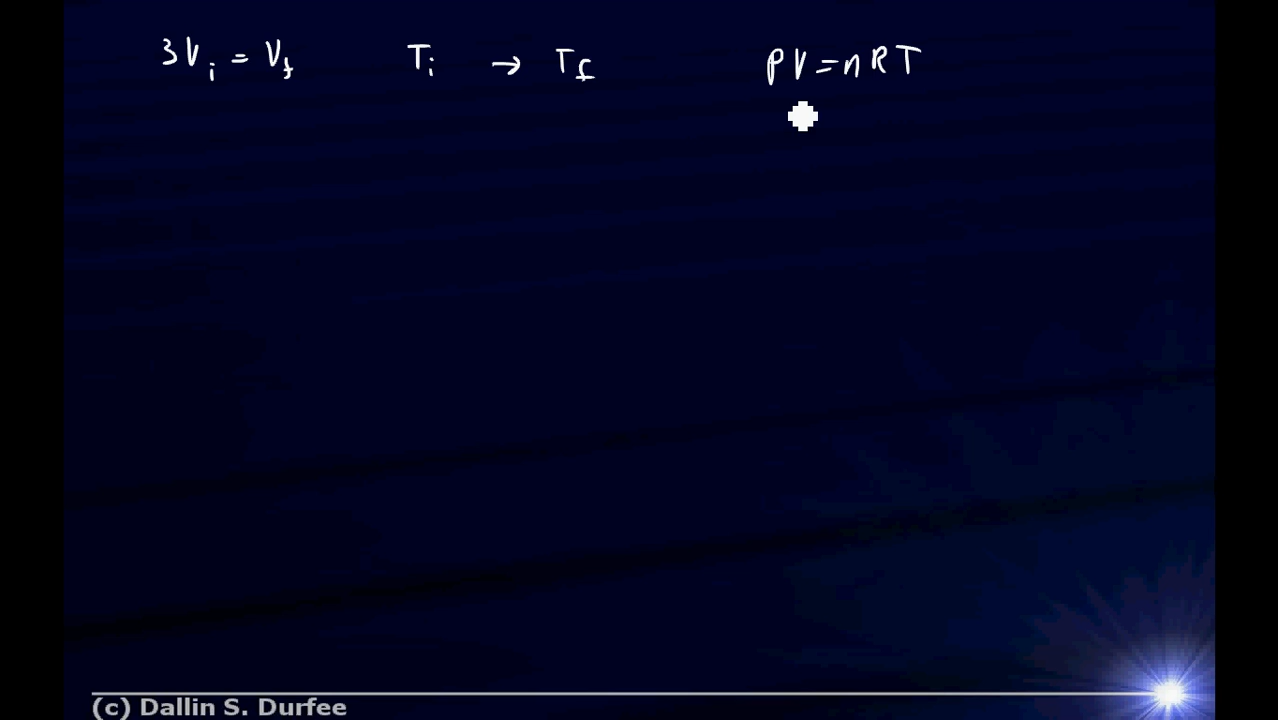 3V_i = V_f    T_i → T_f    PV = nRT
(c) Dallin S. Durfee